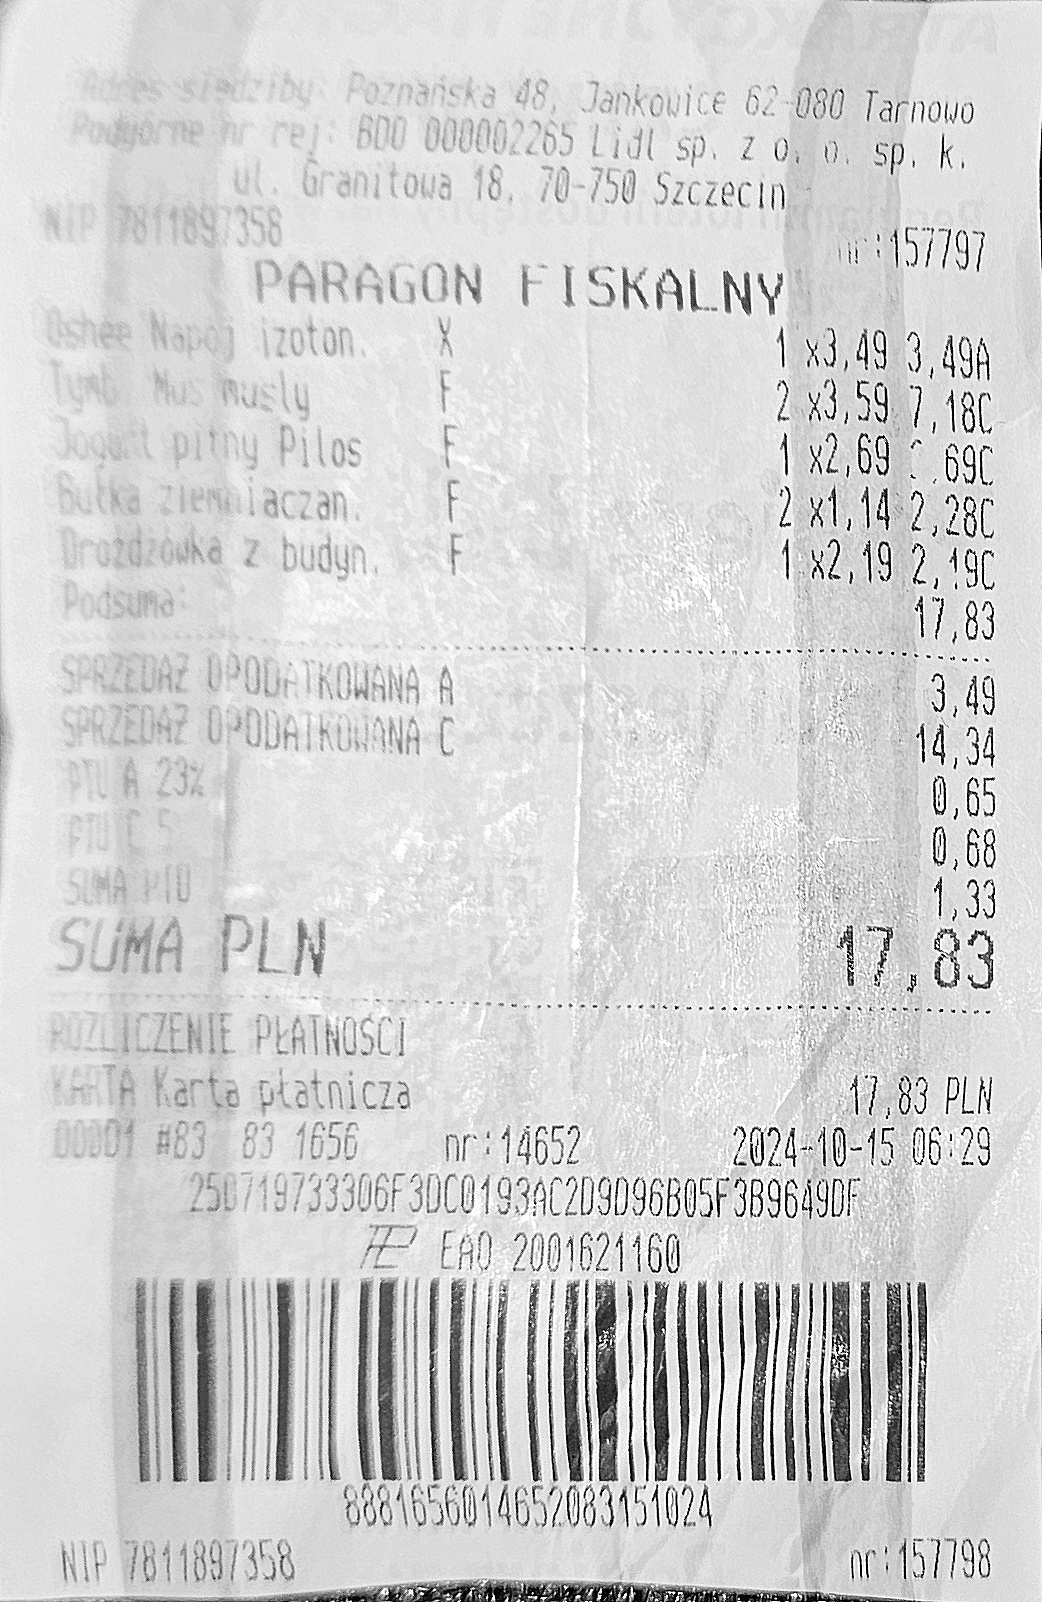 Adres siedziby: Poznańska 48, Jankowice 62-080 Tarnowo
Podgórne nr rej: BDO 000002265 Lidl sp. z o. o. sp. k.
ul. Granitowa 18, 70-750 Szczecin
NIP 7811897358
nr:157797
PARAGON FISKALNY
Oshee Napój izoton. X 1 x3,49 3,49A
Tymb. Mus musly F 2 x3,59 7,18C
Jogurt pitny Pilos F 1 x2,69 2,69C
Bułka ziemniaczan. F 2 x1,14 2,28C
Drożdżówka z budyn. F 1 x2,19 2,19C
Podsuma: 17,83
SPRZEDAŻ OPODATKOWANA A 3,49
SPRZEDAŻ OPODATKOWANA C 14,34
PTU A 23% 0,65
PTU C 5 0,68
SUMA PTU 1,33
SUMA PLN 17,83
ROZLICZENIE PŁATNOŚCI
KARTA Karta płatnicza 17,83 PLN
00001 #83 83 1656 nr:14652 2024-10-15 06:29
250719733306F3DC0193AC2D9D96B05F3B9649DF
EAO 2001621160
8881656014652083151024
NIP 7811897358 nr:157798